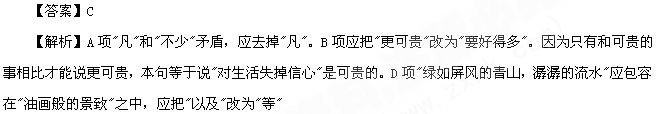 【答案】C
【解析】A项"凡"和"不少"矛盾，应去掉"凡"。B项应把"更可贵"改为"要好得多"。因为只有和可贵的
事相比才能说更可贵，本句等于说"对生活失掉信心"是可贵的。D项"绿如屏风的青山，潺潺的流水"应包容
在"油画般的景致"之中，应把"以及"改为"等"